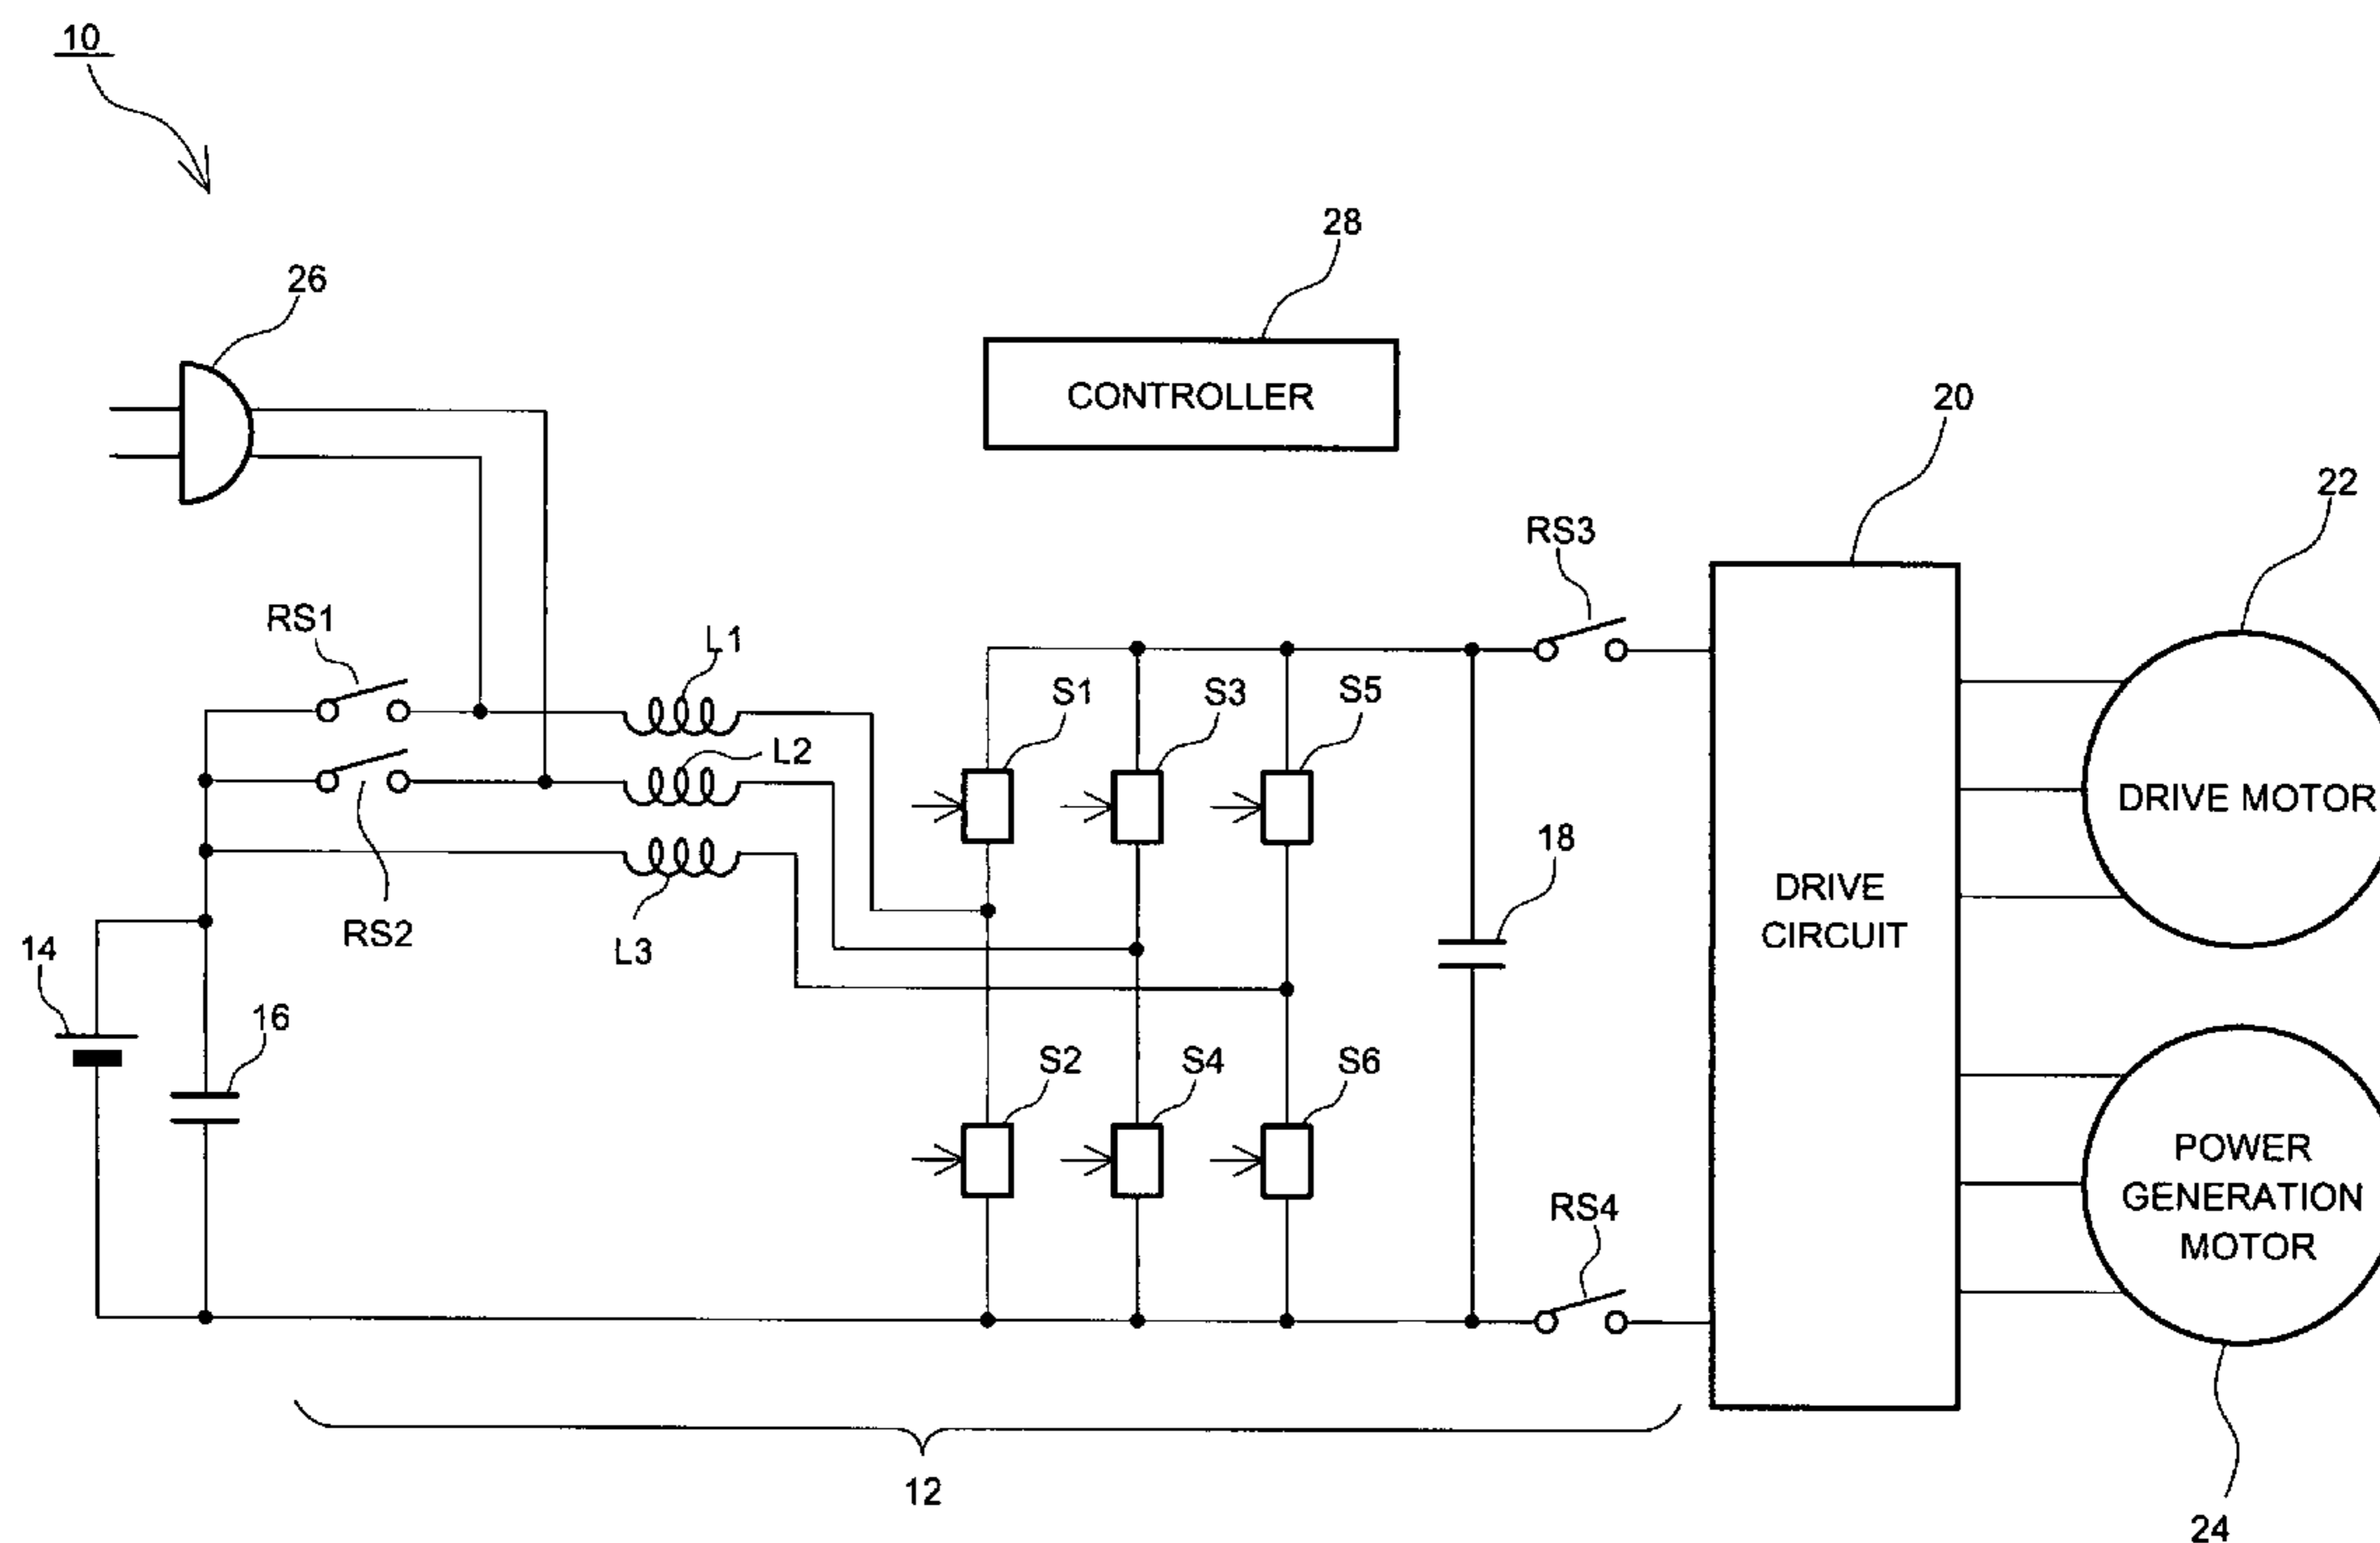 10
28
26
CONTROLLER
20
22
RS3
RS1
L1
S1
S3
S5
L2
DRIVE MOTOR
18
DRIVE
CIRCUIT
RS2
L3
14
16
S2
S4
S6
POWER
GENERATION
MOTOR
RS4
12
24